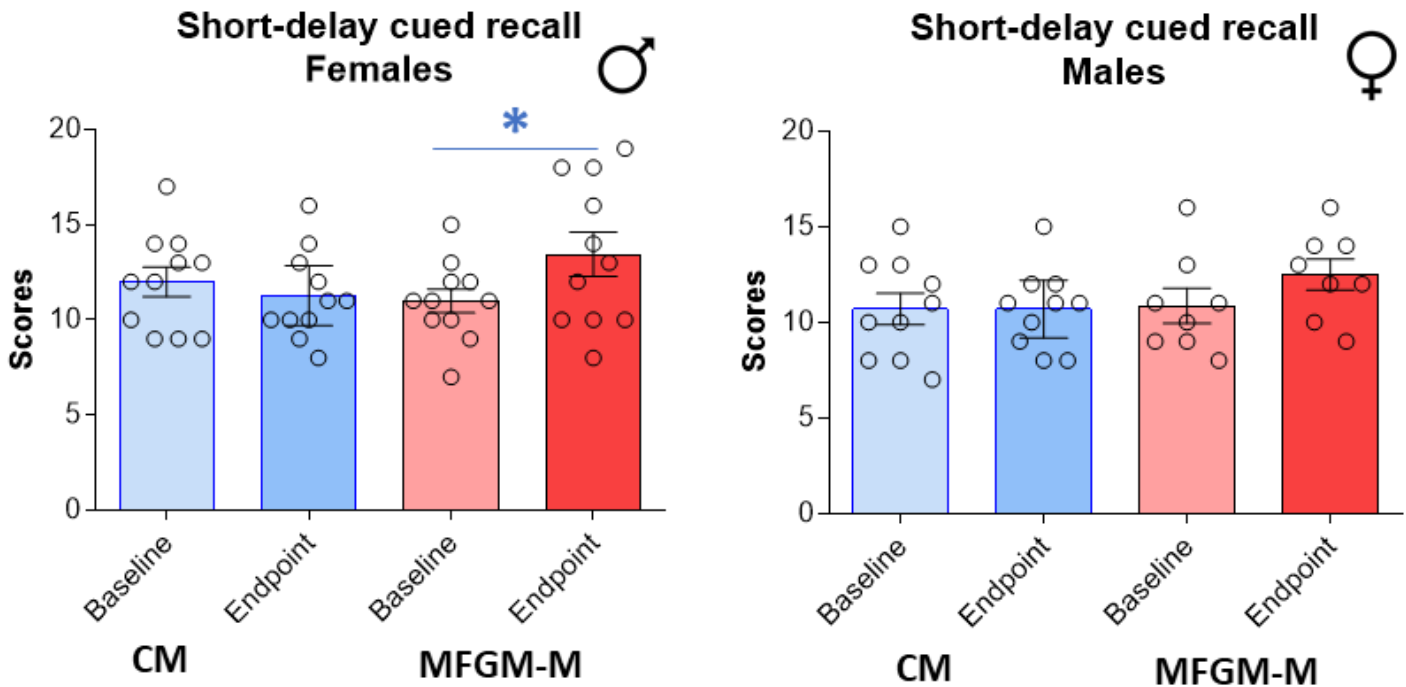 Short-delay cued recall
Females
♂
*
20
15
10
5
0
Scores
Baseline
Endpoint
Baseline
Endpoint
CM
MFGM-M
Short-delay cued recall
Males
♀
20
15
10
5
0
Scores
Baseline
Endpoint
Baseline
Endpoint
CM
MFGM-M